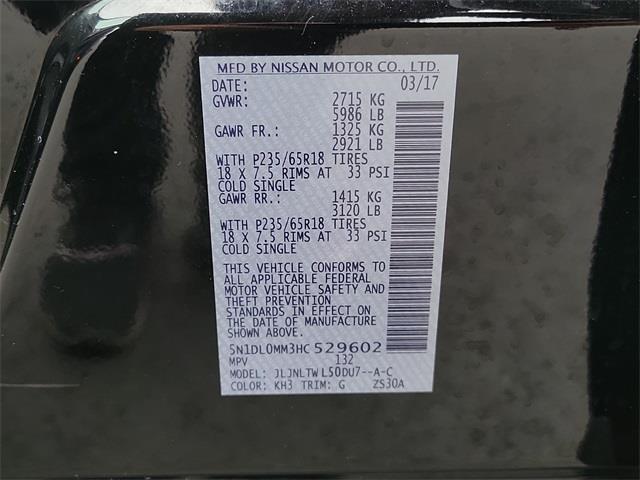 MFD BY NISSAN MOTOR CO., LTD.
DATE: 03/17
GVWR: 2715 KG
5986 LB
GAWR FR.: 1325 KG
2921 LB
WITH P235/65R18 TIRES
18 X 7.5 RIMS AT 33 PSI
COLD SINGLE
GAWR RR.: 1415 KG
3120 LB
WITH P235/65R18 TIRES
18 X 7.5 RIMS AT 33 PSI
COLD SINGLE
THIS VEHICLE CONFORMS TO
ALL APPLICABLE FEDERAL
MOTOR VEHICLE SAFETY AND
THEFT PREVENTION
STANDARDS IN EFFECT ON
THE DATE OF MANUFACTURE
SHOWN ABOVE.
5N1DL0MM3HC 529602
MPV 132
MODEL: JLJNLTW L50DU7--A-C
COLOR: KH3 TRIM: G ZS30A